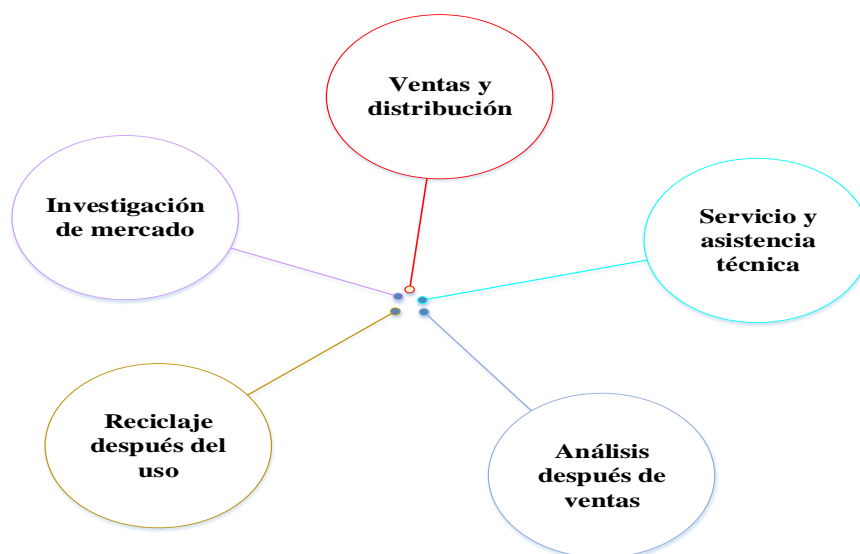 Ventas y
distribución
Investigación
de mercado
Servicio y
asistencia
técnica
Reciclaje
después del
uso
Análisis
después de
ventas